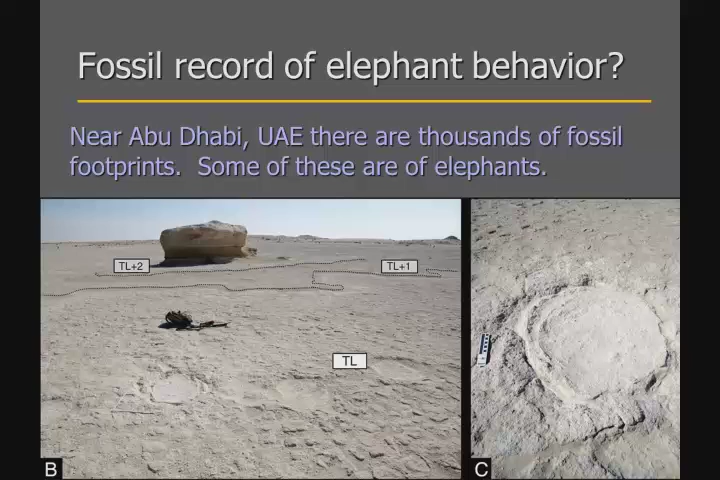 Fossil record of elephant behavior?
Near Abu Dhabi, UAE there are thousands of fossil
footprints.  Some of these are of elephants.
TL+2
TL+1
TL
B
C